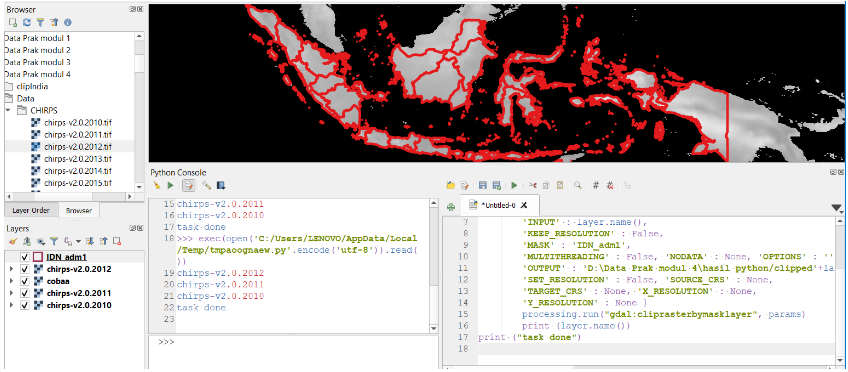 Browser
Data Prak modul 1
Data Prak modul 2
Data Prak modul 3
Data Prak modul 4
clipIndia
Data
CHIRPS
chirps-v2.0.2010.tif
chirps-v2.0.2011.tif
chirps-v2.0.2012.tif
chirps-v2.0.2013.tif
chirps-v2.0.2014.tif
chirps-v2.0.2015.tif
Layer Order
Browser
Layers
IDN_adm1
chirps-v2.0.2012
cobaa
chirps-v2.0.2011
chirps-v2.0.2010
Python Console
15 chirps-v2.0.2011
16 chirps-v2.0.2010
17 task done
18 >>> exec(open('C:/Users/LENOVO/AppData/Local
/Temp/tmpaoognaew.py'.encode('utf-8')).read(
))
19 chirps-v2.0.2012
20 chirps-v2.0.2011
21 chirps-v2.0.2010
22 task done
23
>>>
*Untitled-0
7 'INPUT' : layer.name(),
8 'KEEP_RESOLUTION' : False,
9 'MASK' : 'IDN_adm1',
10 'MULTITHREADING' : False, 'NODATA' : None, 'OPTIONS' : ''
11 'OUTPUT' : 'D:\Data Prak modul 4\hasil python/clipped'+la
12 'SET_RESOLUTION' : False, 'SOURCE_CRS' : None,
13 'TARGET_CRS' : None, 'X_RESOLUTION' : None,
14 'Y_RESOLUTION' : None }
15 processing.run("gdal:cliprasterbymasklayer", params)
16 print (layer.name())
17 print ("task done")
18